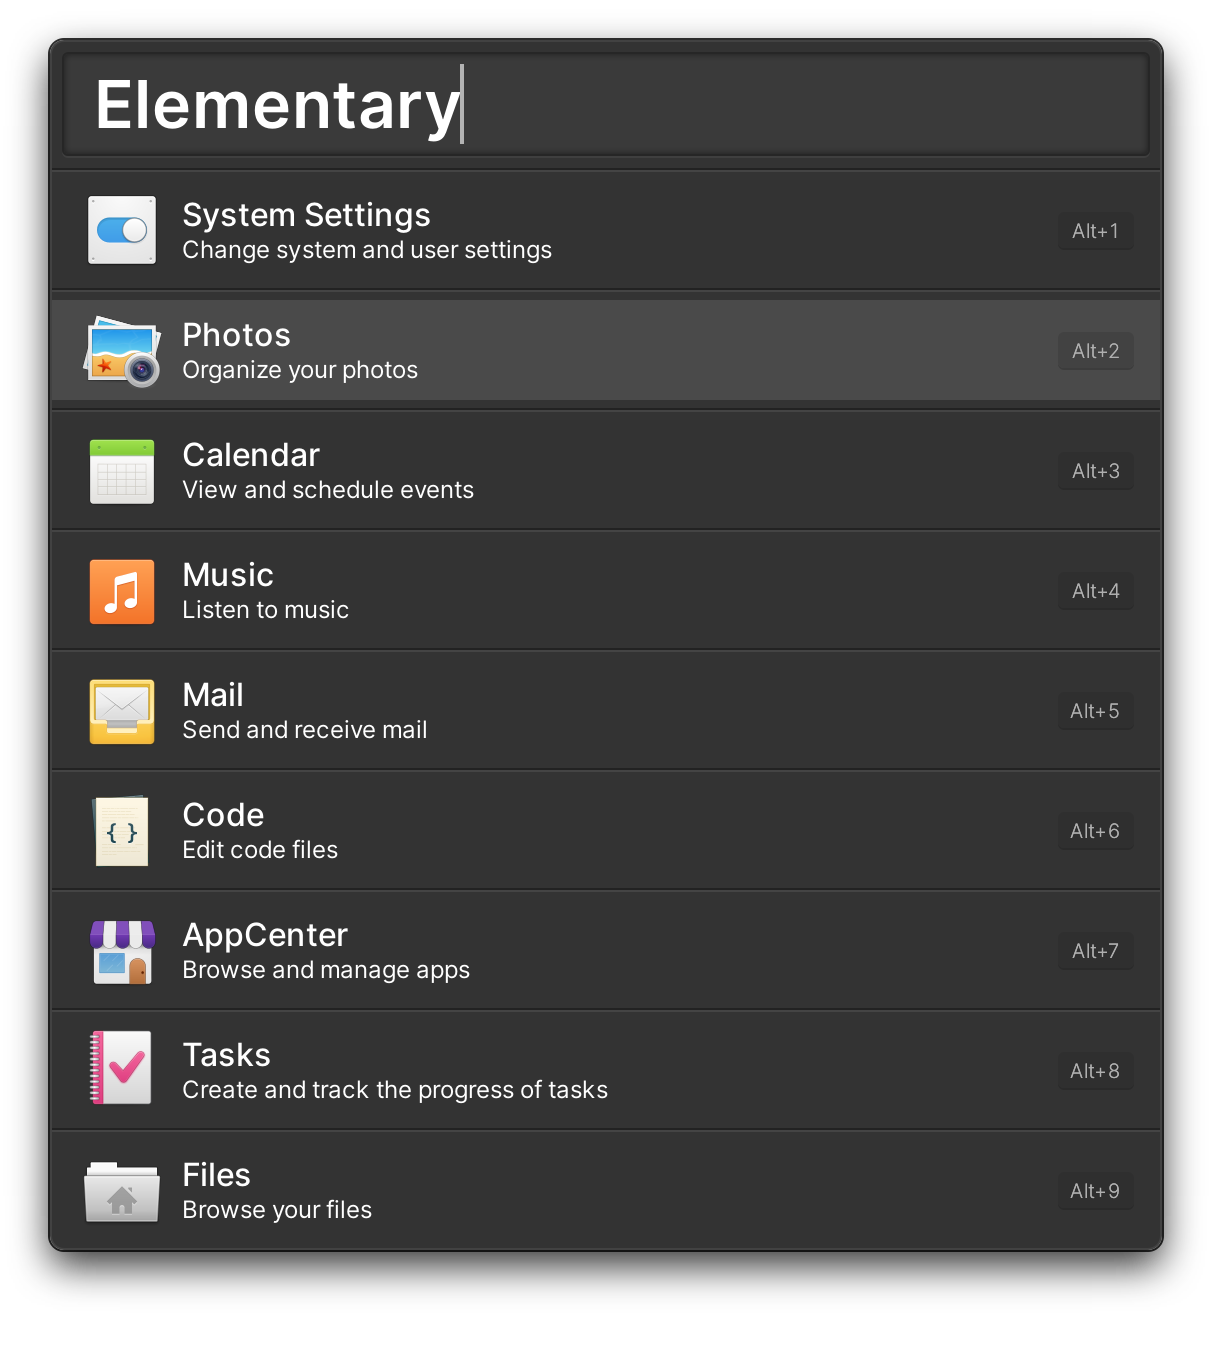 Elementary
System Settings
Change system and user settings
Alt+1
Photos
Organize your photos
Alt+2
Calendar
View and schedule events
Alt+3
Music
Listen to music
Alt+4
Mail
Send and receive mail
Alt+5
Code
Edit code files
Alt+6
{ }
AppCenter
Browse and manage apps
Alt+7
Tasks
Create and track the progress of tasks
Alt+8
Files
Browse your files
Alt+9